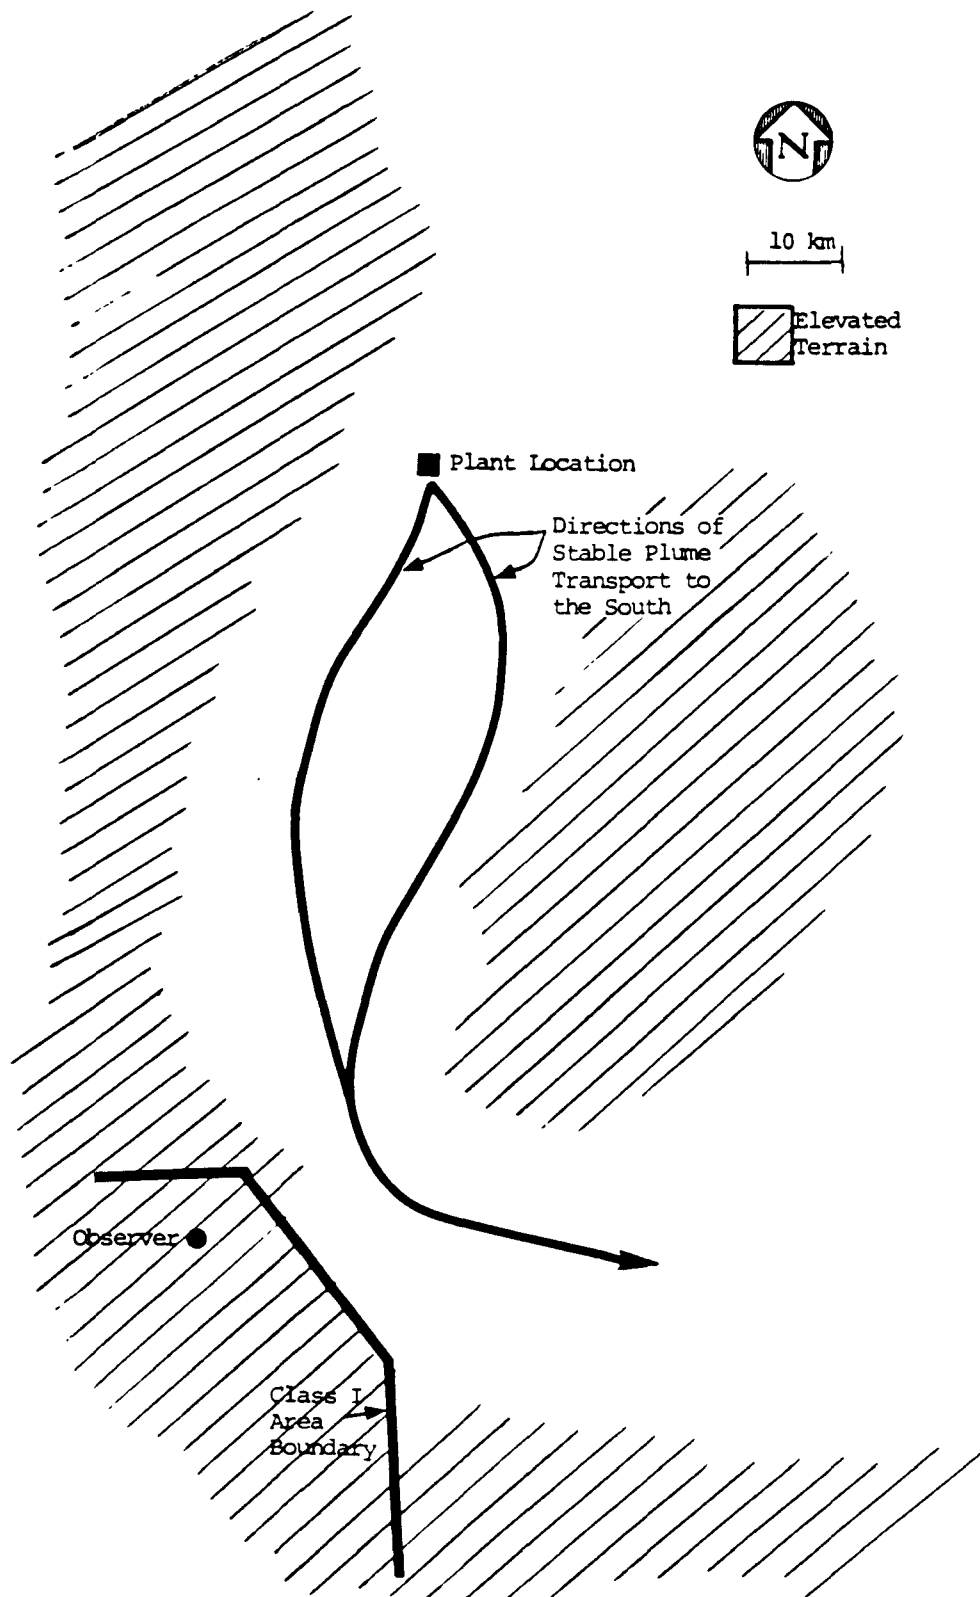 N
10 km
Elevated
Terrain
Plant Location
Directions of
Stable Plume
Transport to
the South
Observer
Class I
Area
Boundary